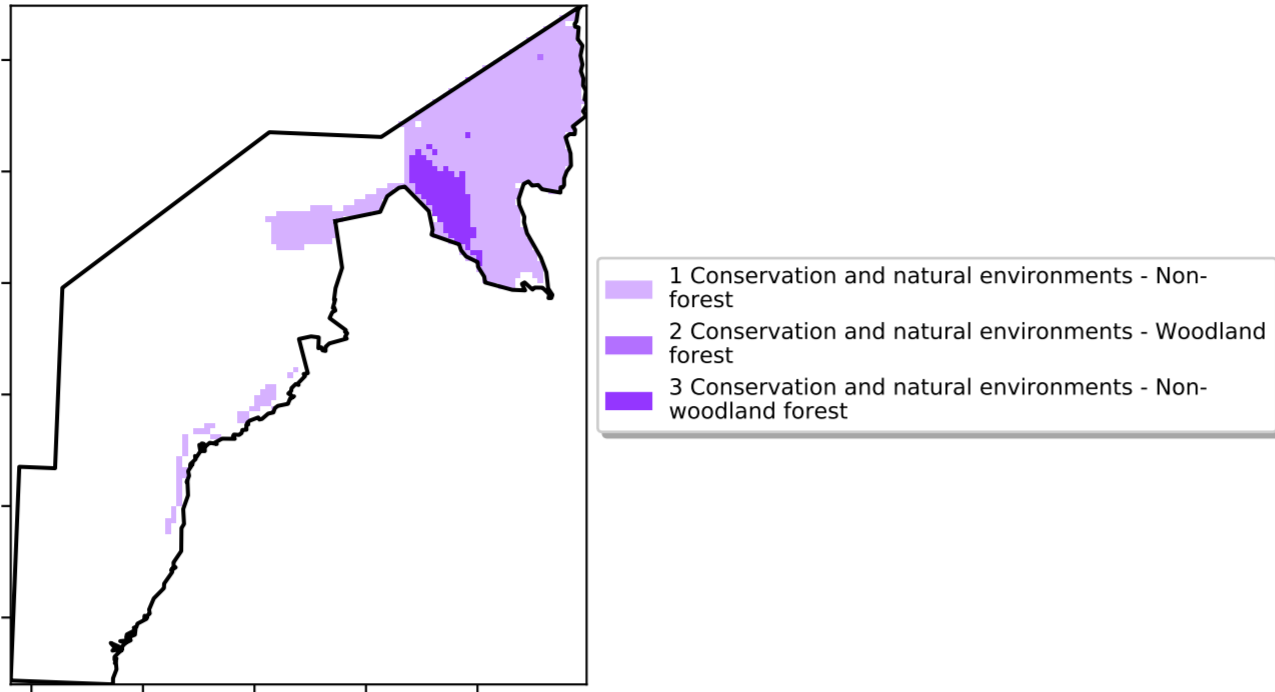 1 Conservation and natural environments - Non-
forest
2 Conservation and natural environments - Woodland
forest
3 Conservation and natural environments - Non-
woodland forest